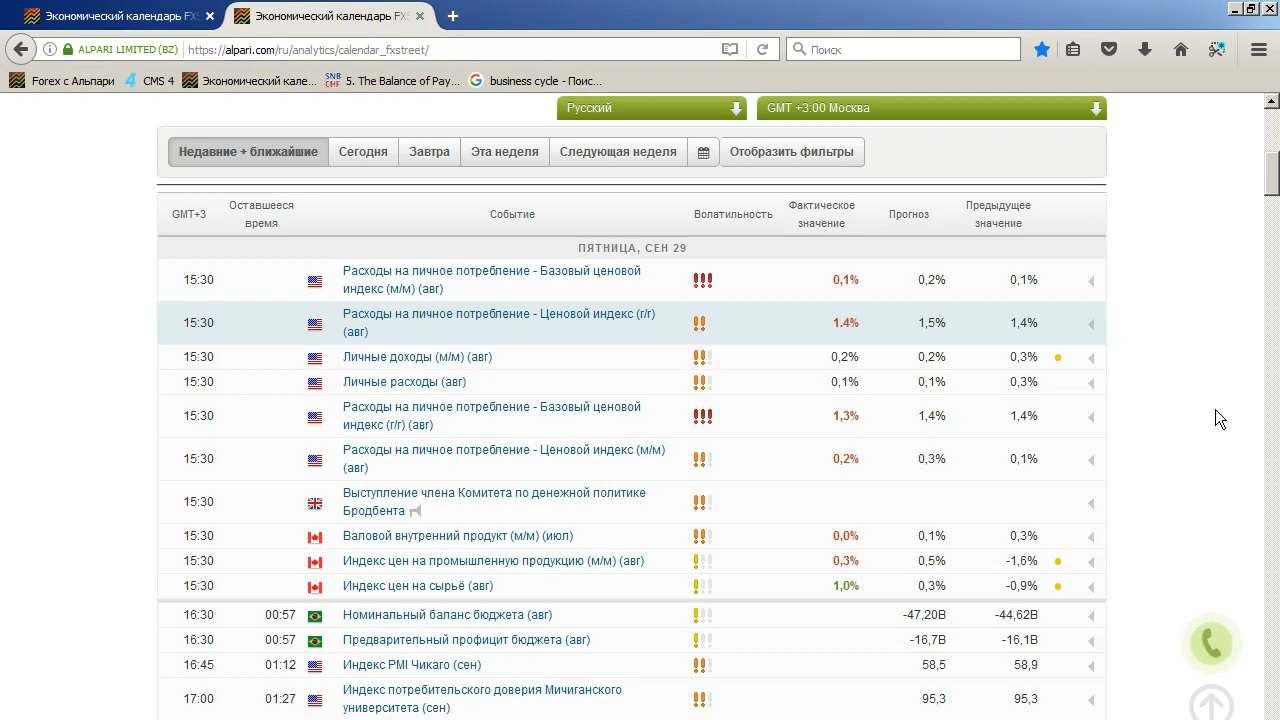 Экономический календарь FXS
Экономический календарь FXS
ALPARI LIMITED (BZ)
https://alpari.com/ru/analytics/calendar_fxstreet/
Поиск
Forex с Альпари
CMS 4
Экономический кале...
SNB CHF
5. The Balance of Pay...
business cycle - Поис...
Русский
GMT +3:00 Москва
Недавние + ближайшие Сегодня Завтра Эта неделя Следующая неделя Отобразить фильтры
GMT+3 Оставшееся время Событие Волатильность Фактическое значение Прогноз Предыдущее значение
ПЯТНИЦА, СЕН 29
15:30 Расходы на личное потребление - Базовый ценовой 0,1% 0,2% 0,1%
индекс (м/м) (авг)
15:30 Расходы на личное потребление - Ценовой индекс (г/г) 1.4% 1,5% 1,4%
(авг)
15:30 Личные доходы (м/м) (авг) 0,2% 0,2% 0,3%
15:30 Личные расходы (авг) 0,1% 0,1% 0,3%
15:30 Расходы на личное потребление - Базовый ценовой 1,3% 1,4% 1,4%
индекс (г/г) (авг)
15:30 Расходы на личное потребление - Ценовой индекс (м/м) 0,2% 0,3% 0,1%
(авг)
15:30 Выступление члена Комитета по денежной политике
Бродбента
15:30 Валовой внутренний продукт (м/м) (июл) 0,0% 0,1% 0,3%
15:30 Индекс цен на промышленную продукцию (м/м) (авг) 0,3% 0,5% -1,6%
15:30 Индекс цен на сырьё (авг) 1,0% 0,3% -0,9%
16:30 00:57 Номинальный баланс бюджета (авг) -47,20B -44,62B
16:30 00:57 Предварительный профицит бюджета (авг) -16,7B -16,1B
16:45 01:12 Индекс PMI Чикаго (сен) 58,5 58,9
17:00 01:27 Индекс потребительского доверия Мичиганского 95,3 95,3
университета (сен)